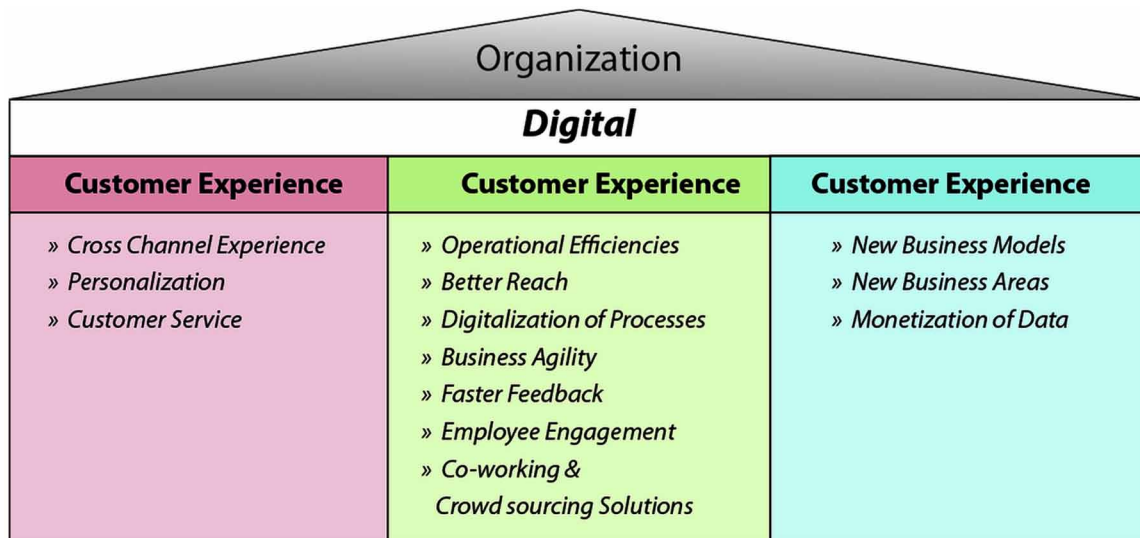 Organization
Digital
Customer Experience
» Cross Channel Experience
» Personalization
» Customer Service
Customer Experience
» Operational Efficiencies
» Better Reach
» Digitalization of Processes
» Business Agility
» Faster Feedback
» Employee Engagement
» Co-working &
Crowd sourcing Solutions
Customer Experience
» New Business Models
» New Business Areas
» Monetization of Data